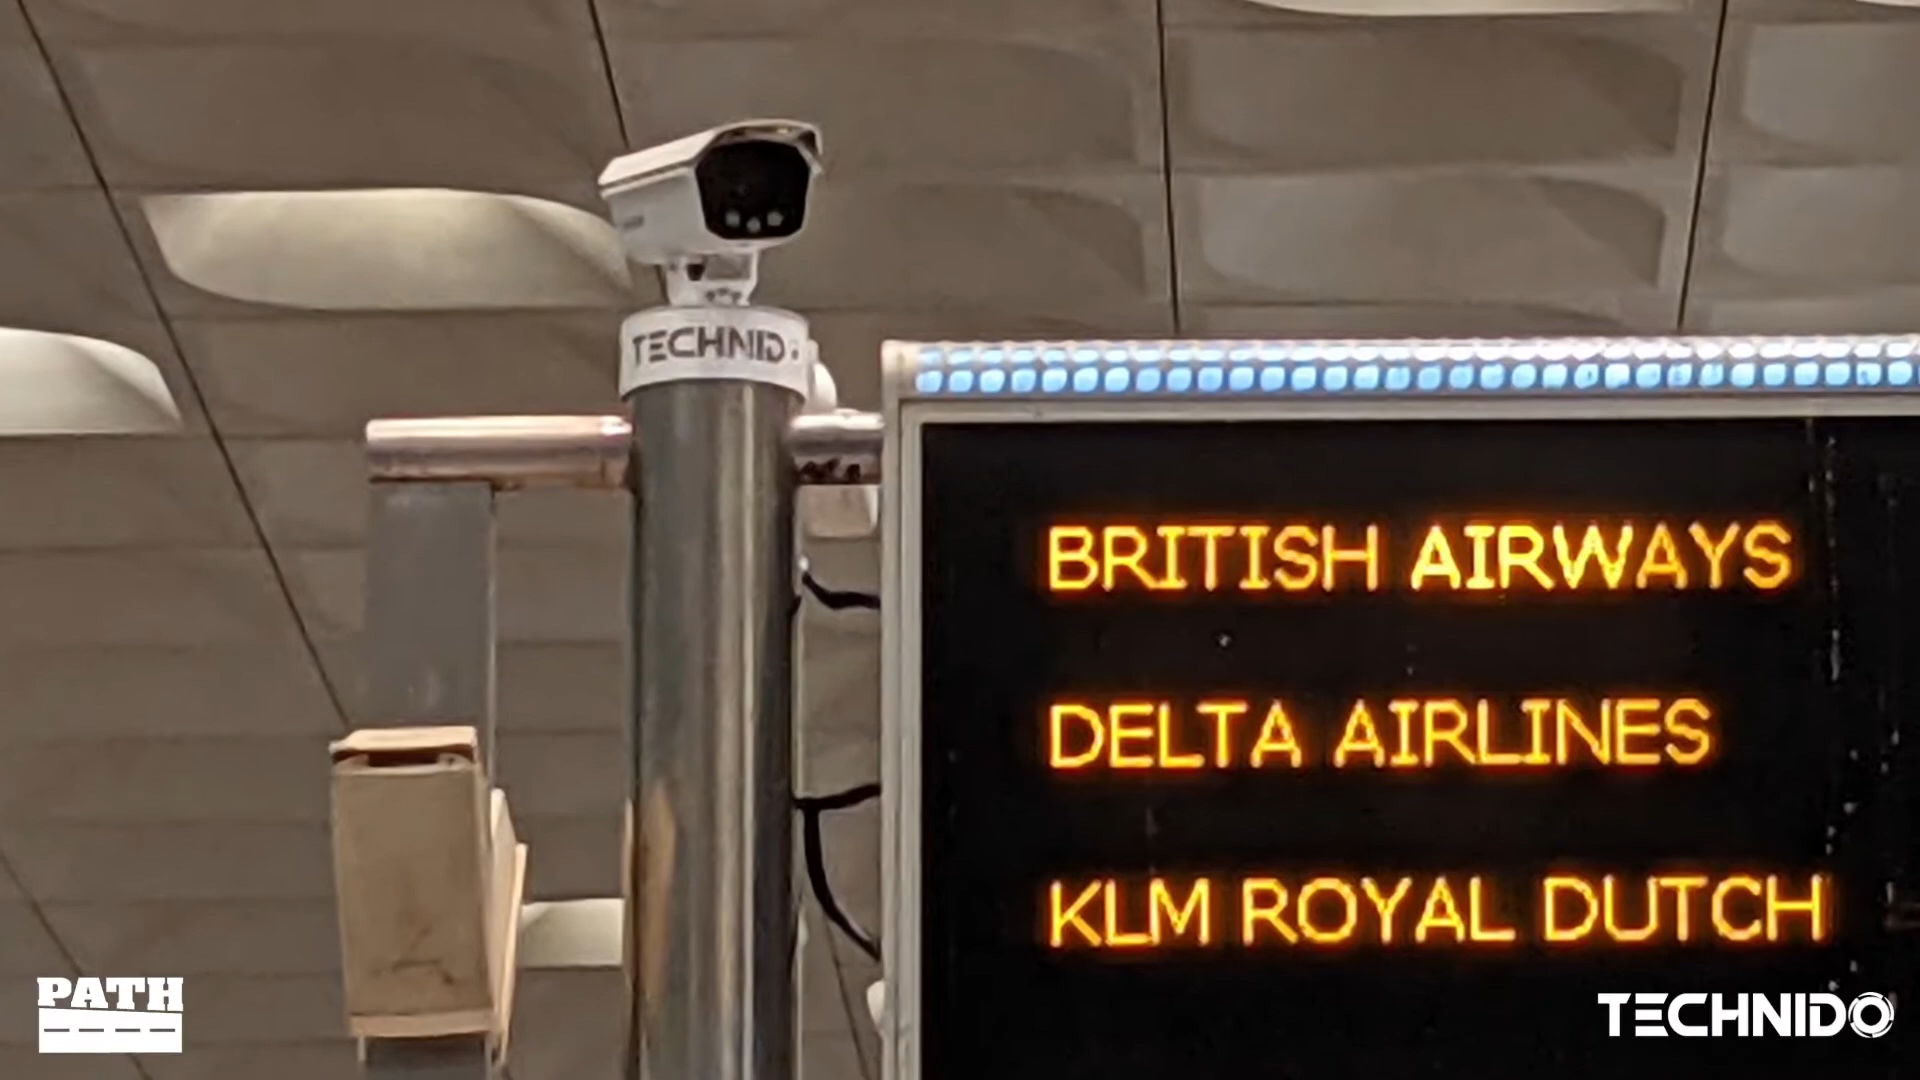 TECHNIDO
BRITISH AIRWAYS
DELTA AIRLINES
KLM ROYAL DUTCH
PATH
TECHNIDO